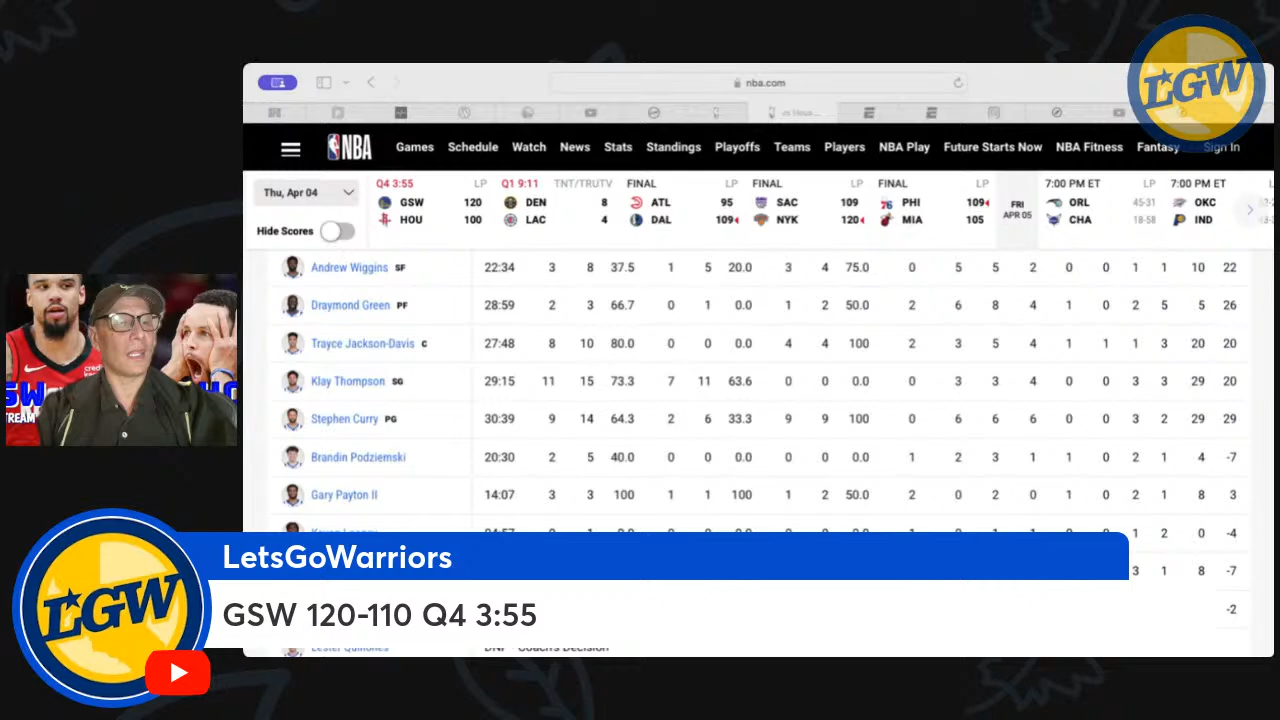 nba.com
LGW
NBA Games Schedule Watch News Stats Standings Playoffs Teams Players NBA Play Future Starts Now NBA Fitness Fantasy Sign In
Thu, Apr 04
Hide Scores
Q4 3:55 LP
GSW 120
HOU 100
Q1 9:11 TNT/TRUTV
DEN 8
LAC 4
FINAL LP
ATL 95
DAL 109
FINAL LP
SAC 109
NYK 120
FINAL LP
PHI 109
MIA 105
FRI
APR 05
7:00 PM ET LP
ORL 45-31
CHA 18-58
7:00 PM ET
OKC
IND
Andrew Wiggins SF 22:34 3 8 37.5 1 5 20.0 3 4 75.0 0 5 5 2 0 0 1 1 10 22
Draymond Green PF 28:59 2 3 66.7 0 1 0.0 1 2 50.0 2 6 8 4 1 0 2 5 5 26
Trayce Jackson-Davis C 27:48 8 10 80.0 0 0 0.0 4 4 100 2 3 5 4 1 1 1 3 20 20
Klay Thompson SG 29:15 11 15 73.3 7 11 63.6 0 0 0.0 0 3 3 4 0 0 3 3 29 20
Stephen Curry PG 30:39 9 14 64.3 2 6 33.3 9 9 100 0 6 6 6 0 0 3 2 29 29
Brandin Podziemski 20:30 2 5 40.0 0 0 0.0 0 0 0.0 1 2 3 1 1 0 2 1 4 -7
Gary Payton II 14:07 3 3 100 1 1 100 1 2 50.0 2 0 2 0 1 0 2 1 8 3
1 2 0 -4
3 1 8 -7
-2
STREAM
LetsGoWarriors
GSW 120-110 Q4 3:55
LGW